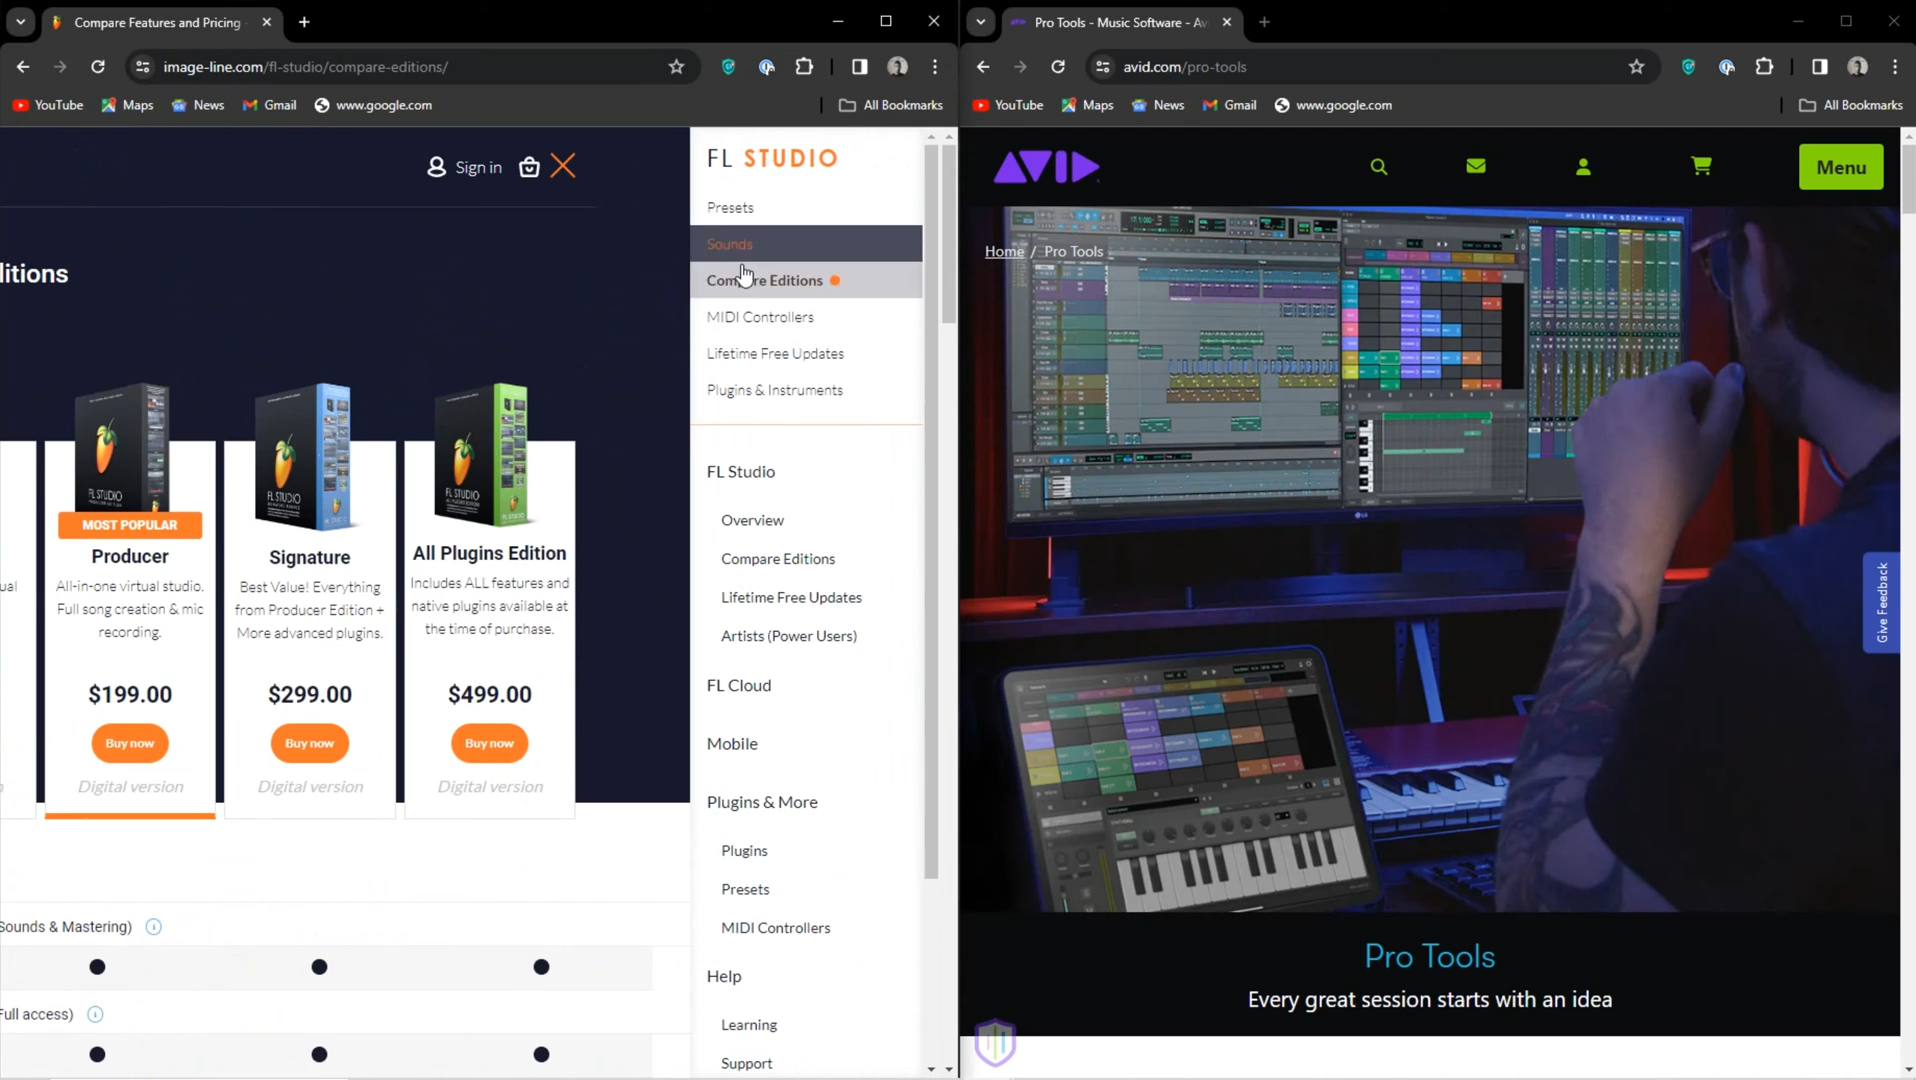 Compare Features and Pricing
image-line.com/fl-studio/compare-editions/
YouTube
Maps
News
Gmail
www.google.com
All Bookmarks
Sign in
litions
MOST POPULAR
Producer
All-in-one virtual studio.
Full song creation & mic
recording.
$199.00
Buy now
Digital version
Signature
Best Value! Everything
from Producer Edition +
More advanced plugins.
$299.00
Buy now
Digital version
All Plugins Edition
Includes ALL features and
native plugins available at
the time of purchase.
$499.00
Buy now
Digital version
ual
Sounds & Mastering)
Full access)
FL STUDIO
Presets
Sounds
Compare Editions
MIDI Controllers
Lifetime Free Updates
Plugins & Instruments
FL Studio
Overview
Compare Editions
Lifetime Free Updates
Artists (Power Users)
FL Cloud
Mobile
Plugins & More
Plugins
Presets
MIDI Controllers
Help
Learning
Support
Pro Tools - Music Software - Av
avid.com/pro-tools
YouTube
Maps
News
Gmail
www.google.com
All Bookmarks
AVID
Menu
Home / Pro Tools
Give Feedback
Pro Tools
Every great session starts with an idea